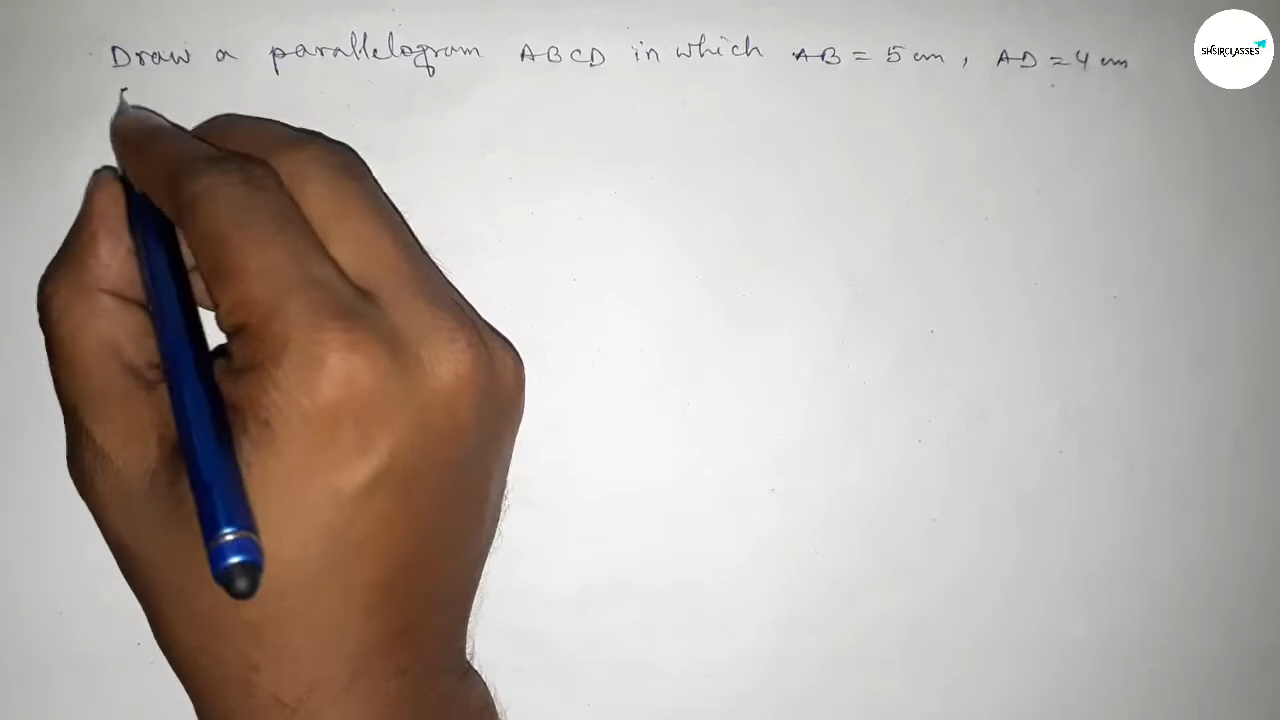 Draw a parallelogram ABCD in which AB = 5 cm, AD = 4 cm
SHSIRCLASSES